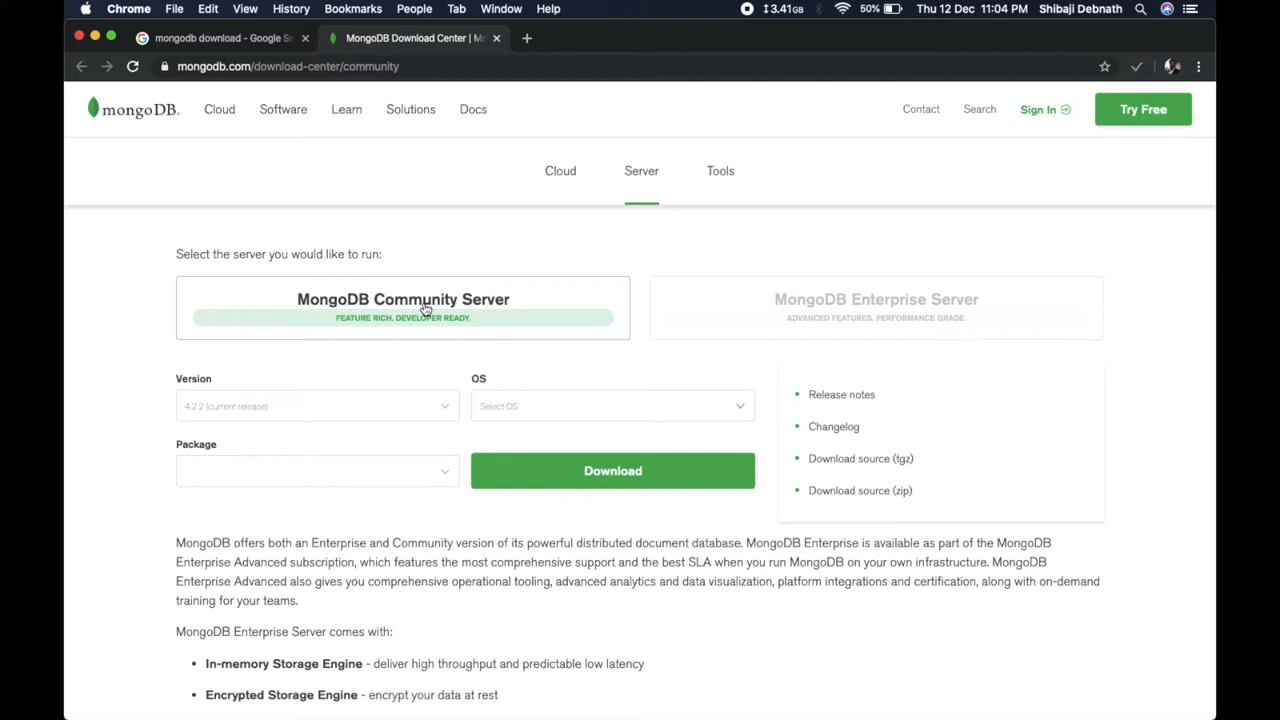 Chrome File Edit View History Bookmarks People Tab Window Help 3.41GB 50% Thu 12 Dec 11:04 PM Shibaji Debnath
mongodb download - Google Se MongoDB Download Center | Mo
mongodb.com/download-center/community
mongoDB. Cloud Software Learn Solutions Docs Contact Search Sign In Try Free
Cloud Server Tools
Select the server you would like to run:
MongoDB Community Server
FEATURE RICH. DEVELOPER READY.
MongoDB Enterprise Server
ADVANCED FEATURES. PERFORMANCE GRADE.
Version
4.2.2 (current release)
OS
Select OS
Package
Download
Release notes
Changelog
Download source (tgz)
Download source (zip)
MongoDB offers both an Enterprise and Community version of its powerful distributed document database. MongoDB Enterprise is available as part of the MongoDB
Enterprise Advanced subscription, which features the most comprehensive support and the best SLA when you run MongoDB on your own infrastructure. MongoDB
Enterprise Advanced also gives you comprehensive operational tooling, advanced analytics and data visualization, platform integrations and certification, along with on-demand
training for your teams.
MongoDB Enterprise Server comes with:
• In-memory Storage Engine - deliver high throughput and predictable low latency
• Encrypted Storage Engine - encrypt your data at rest